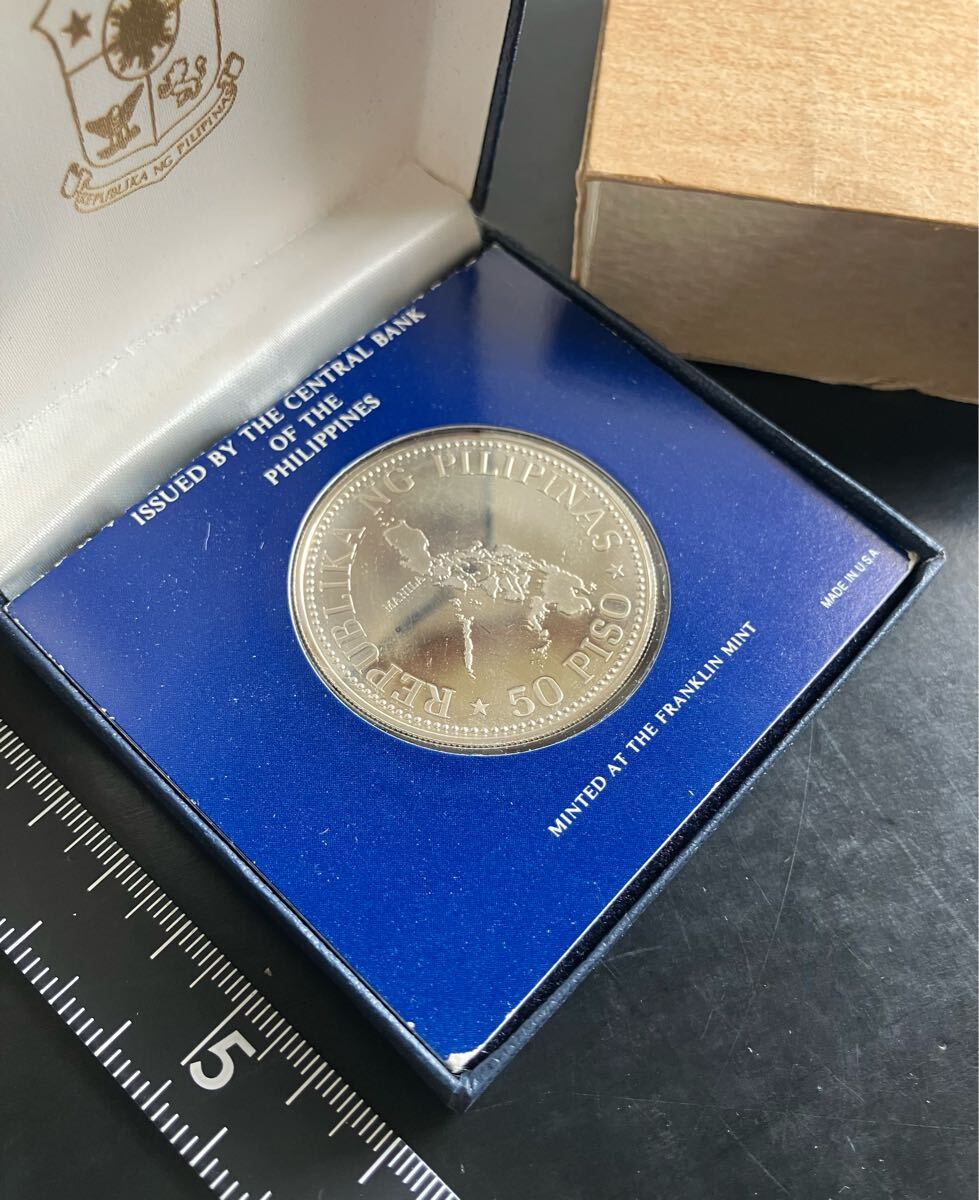 REPUBLIKA NG PILIPINAS
ISSUED BY THE CENTRAL BANK
OF THE
PHILIPPINES
REPUBLIKA NG PILIPINAS
MANILA
★ 50 PISO ★
MADE IN U.S.A.
MINTED AT THE FRANKLIN MINT
5